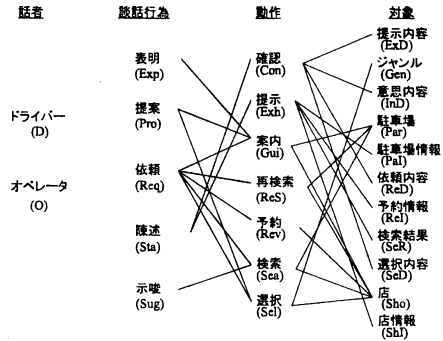 話者 談話行為 動作 対象
ドライバー
(D)
オペレータ
(O)
表明
(Exp)
提案
(Pro)
依頼
(Req)
陳述
(Sta)
示唆
(Sug)
確認
(Con)
提示
(Exh)
案内
(Gui)
再検索
(ReS)
予約
(Rev)
検索
(Sea)
選択
(Sel)
提示内容
(ExD)
ジャンル
(Gen)
意思内容
(InD)
駐車場
(Par)
駐車場情報
(PaI)
依頼内容
(ReD)
予約情報
(ReI)
検索結果
(SeR)
選択内容
(SeD)
店
(Sho)
店情報
(ShI)